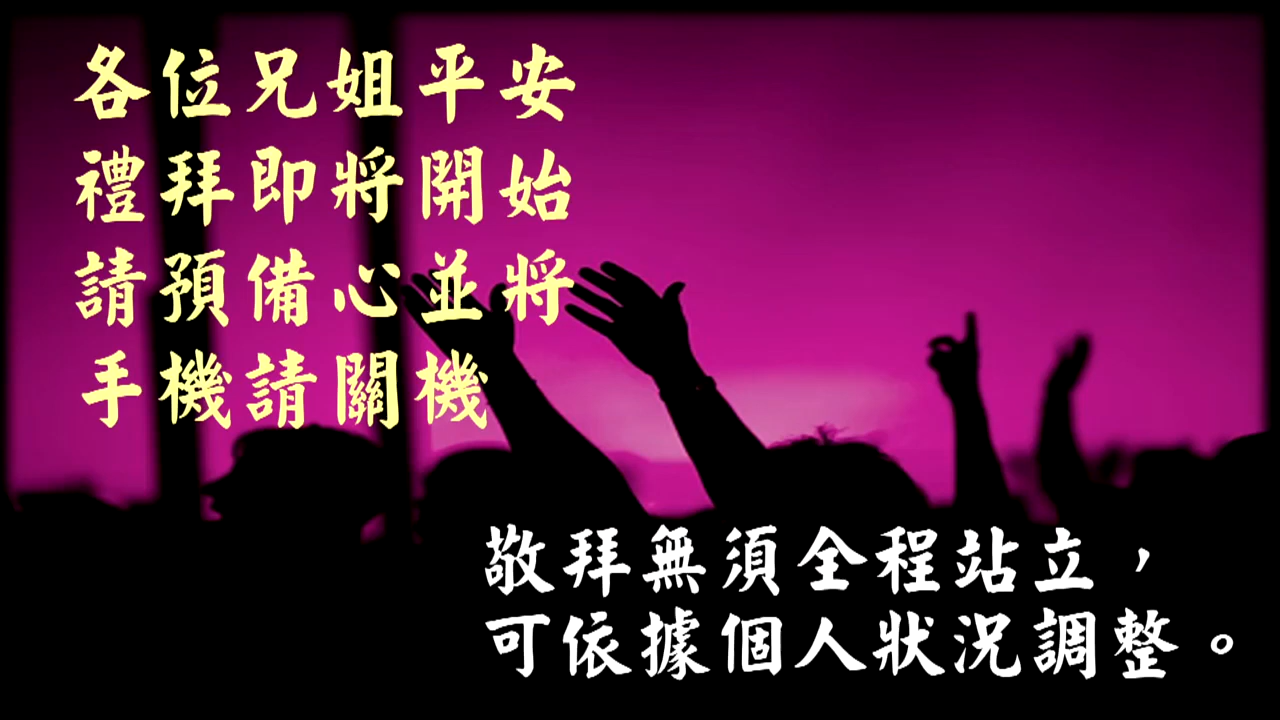 各位兄姐平安
禮拜即將開始
請預備心並將
手機請關機
敬拜無須全程站立，
可依據個人狀況調整。